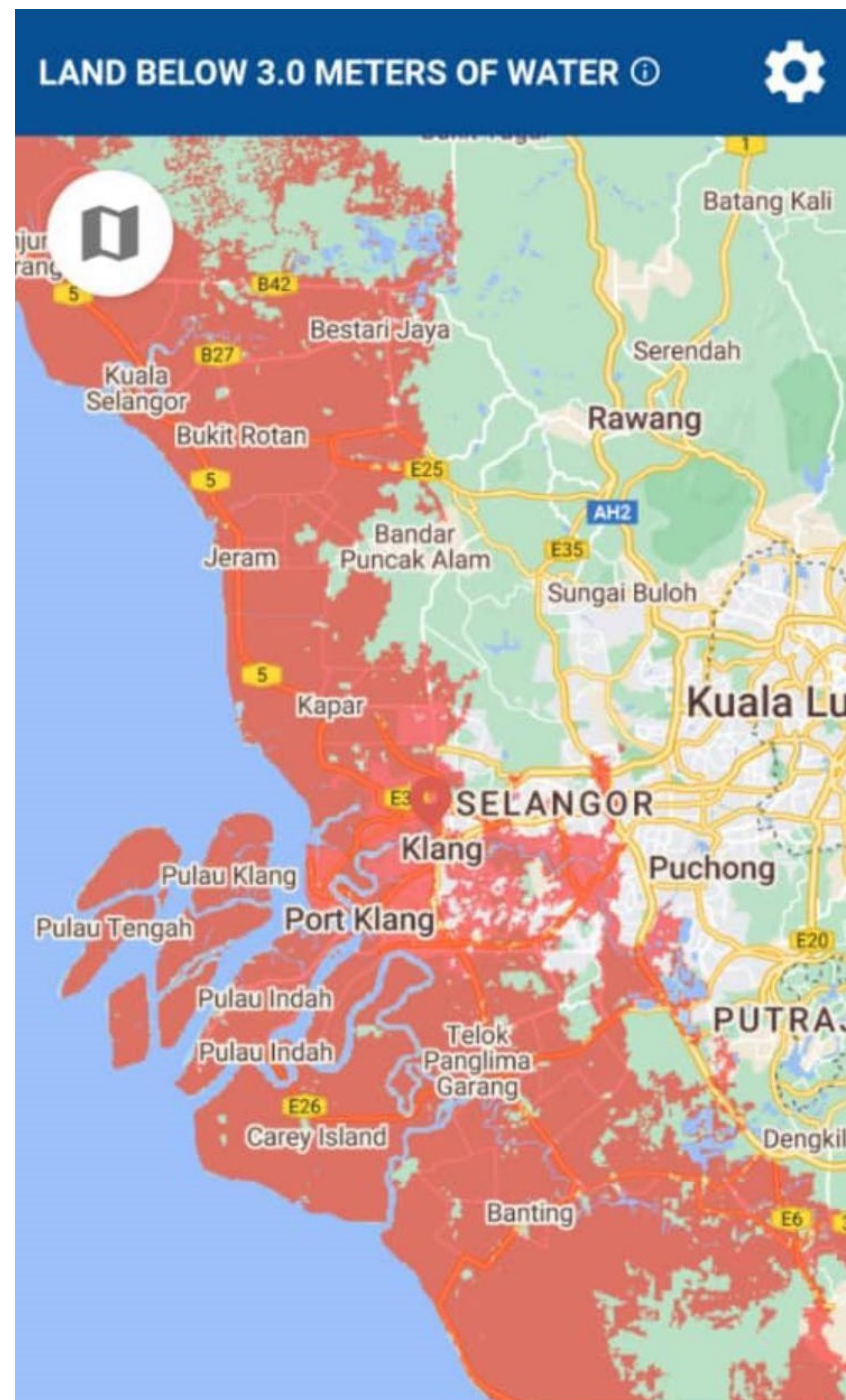 LAND BELOW 3.0 METERS OF WATER
1
Batang Kali
5
B42
Bestari Jaya
B27
Serendah
Kuala
Selangor
Rawang
Bukit Rotan
E25
5
AH2
Bandar
Puncak Alam
E35
Jeram
Sungai Buloh
5
Kapar
Kuala Lu
E3
SELANGOR
Klang
Pulau Klang
Puchong
Port Klang
Pulau Tengah
E20
Pulau Indah
PUTRAJ
Telok
Panglima
Garang
Pulau Indah
E26
Carey Island
Dengkil
Banting
E6
3